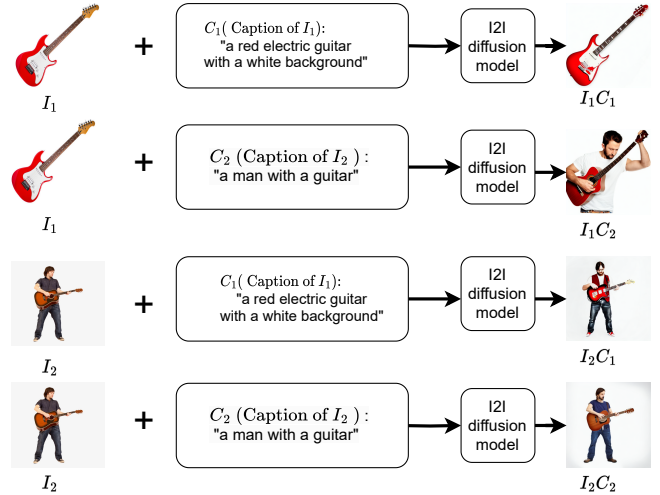 C₁( Caption of I₁):
"a red electric guitar
with a white background"
I2I
diffusion
model
+
I₁
I₁C₁
C₂ (Caption of I₂ ) :
"a man with a guitar"
I2I
diffusion
model
+
I₁
I₁C₂
C₁( Caption of I₁):
"a red electric guitar
with a white background"
I2I
diffusion
model
+
I₂
I₂C₁
C₂ (Caption of I₂ ) :
"a man with a guitar"
I2I
diffusion
model
+
I₂
I₂C₂